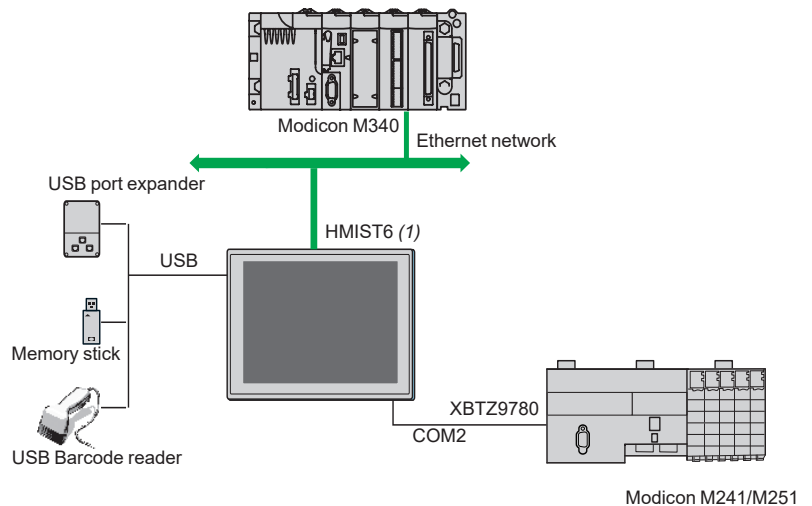 Modicon M340
Ethernet network
USB port expander
HMIST6 (1)
USB
Memory stick
XBTZ9780
COM2
USB Barcode reader
Modicon M241/M251